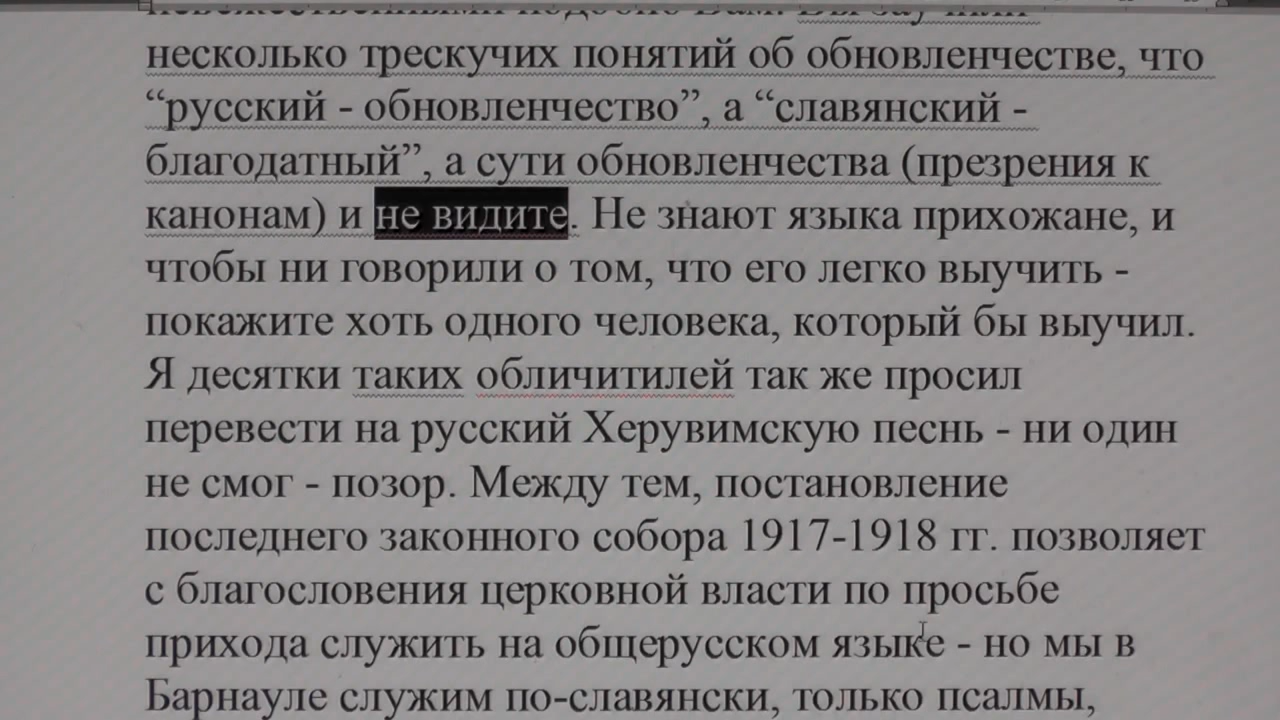 несколько трескучих понятий об обновленчестве, что
“русский - обновленчество”, а “славянский -
благодатный”, а сути обновленчества (презрения к
канонам) и не видите. Не знают языка прихожане, и
чтобы ни говорили о том, что его легко выучить -
покажите хоть одного человека, который бы выучил.
Я десятки таких обличитилей так же просил
перевести на русский Херувимскую песнь - ни один
не смог - позор. Между тем, постановление
последнего законного собора 1917-1918 гг. позволяет
с благословения церковной власти по просьбе
прихода служить на общерусском языке - но мы в
Барнауле служим по-славянски, только псалмы,